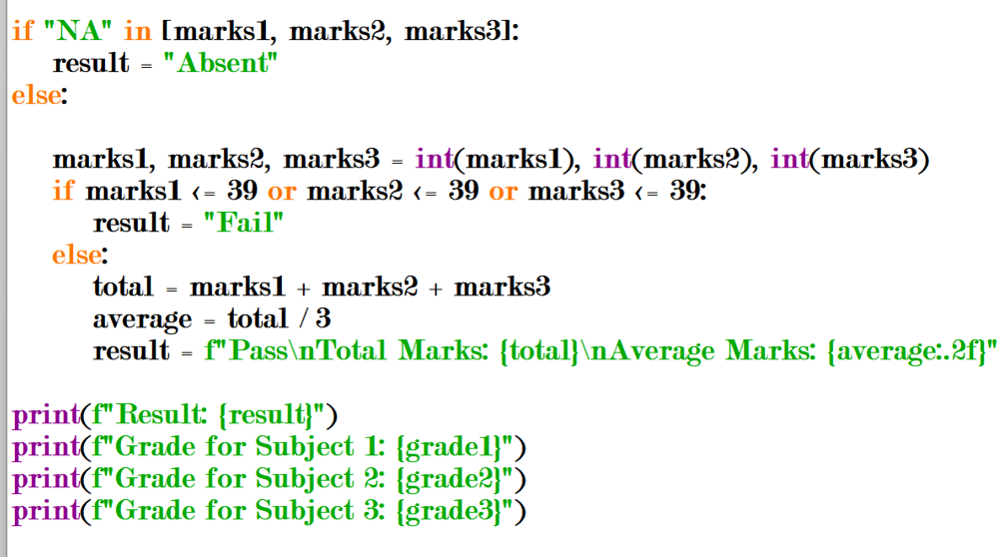 if "NA" in [marks1, marks2, marks3]:
    result = "Absent"
else:
    marks1, marks2, marks3 = int(marks1), int(marks2), int(marks3)
    if marks1 <= 39 or marks2 <= 39 or marks3 <= 39:
        result = "Fail"
    else:
        total = marks1 + marks2 + marks3
        average = total / 3
        result = f"Pass\nTotal Marks: {total}\nAverage Marks: {average:.2f}"
print(f"Result: {result}")
print(f"Grade for Subject 1: {grade1}")
print(f"Grade for Subject 2: {grade2}")
print(f"Grade for Subject 3: {grade3}")